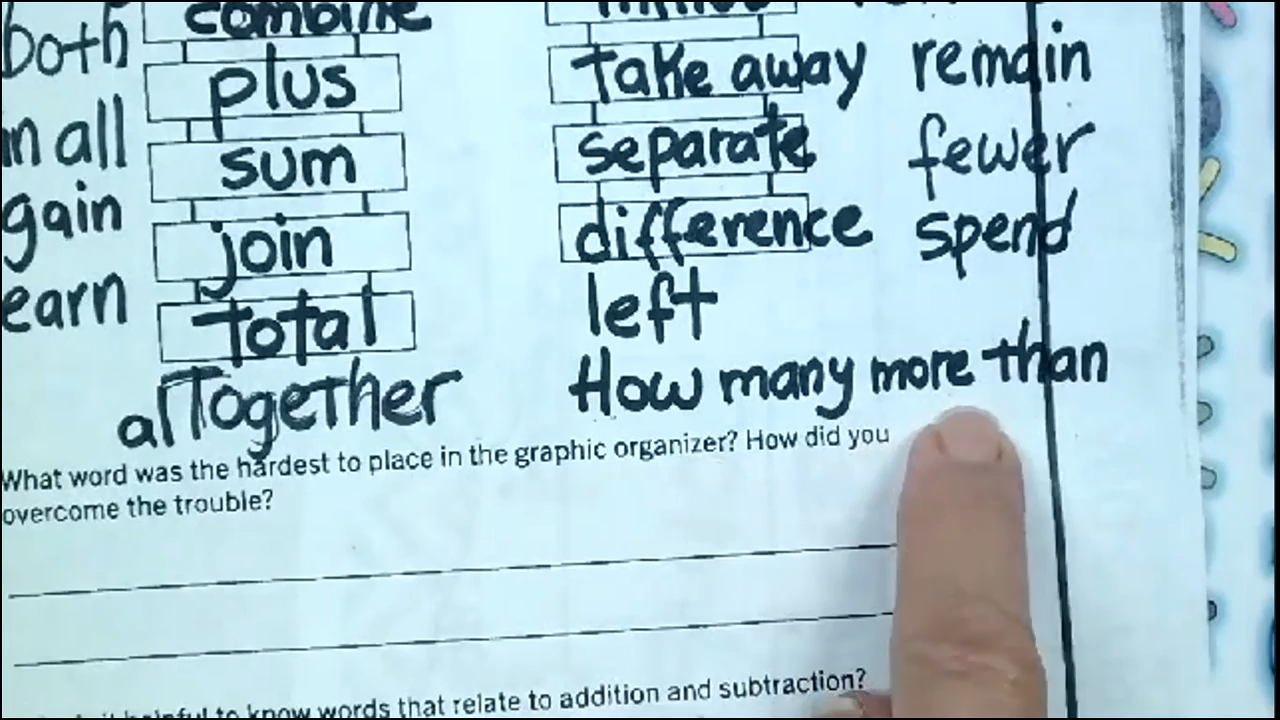 both combine
plus take away remain
in all sum separate fewer
gain join difference spend
earn total left
alTogether How many more than
What word was the hardest to place in the graphic organizer? How did you
overcome the trouble?
helpful to know words that relate to addition and subtraction?